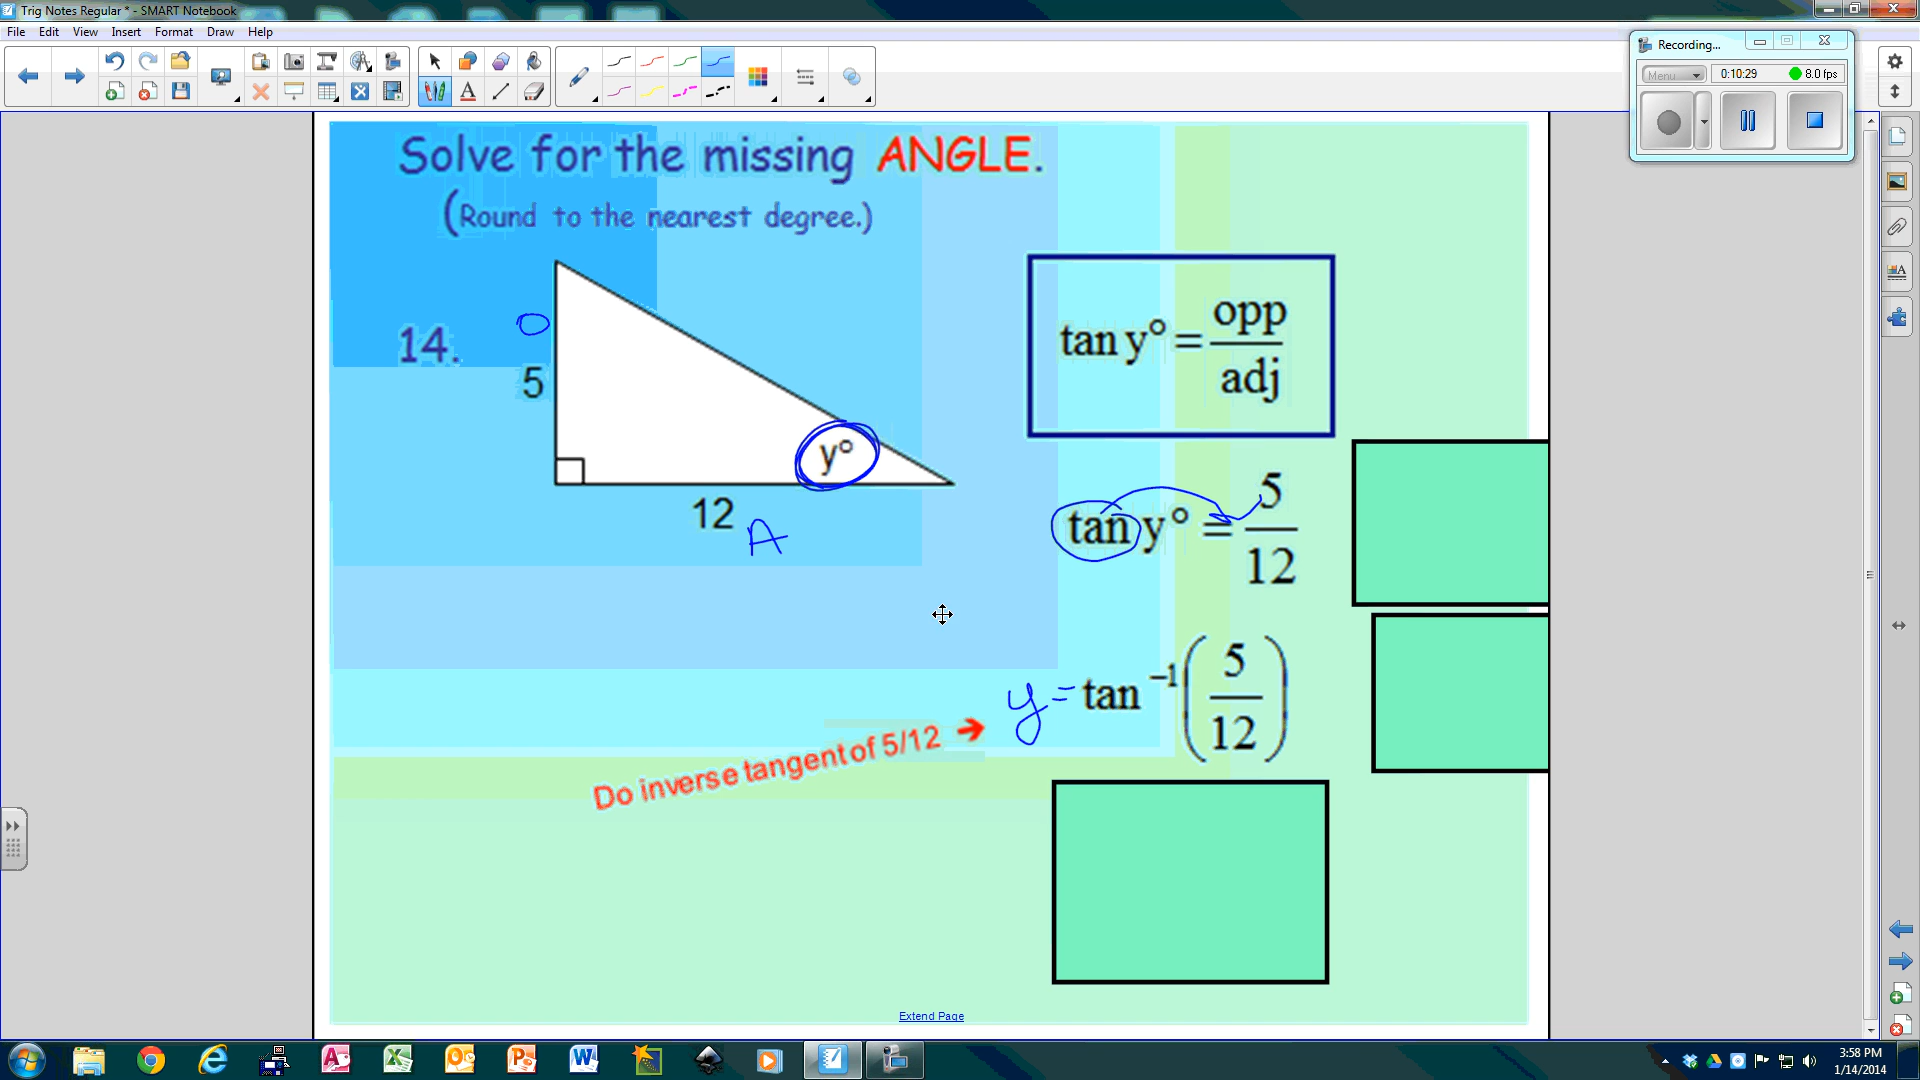 Trig Notes Regular * - SMART Notebook
File Edit View Insert Format Draw Help
Recording...
Menu 0:10:29 8.0 fps
Solve for the missing ANGLE.
(Round to the nearest degree.)
14.
O
5
y°
12
A
tan y° = opp/adj
tan y° = 5/12
y = tan⁻¹(5/12)
Do inverse tangent of 5/12 ➔
Extend Page
3:58 PM
1/14/2014